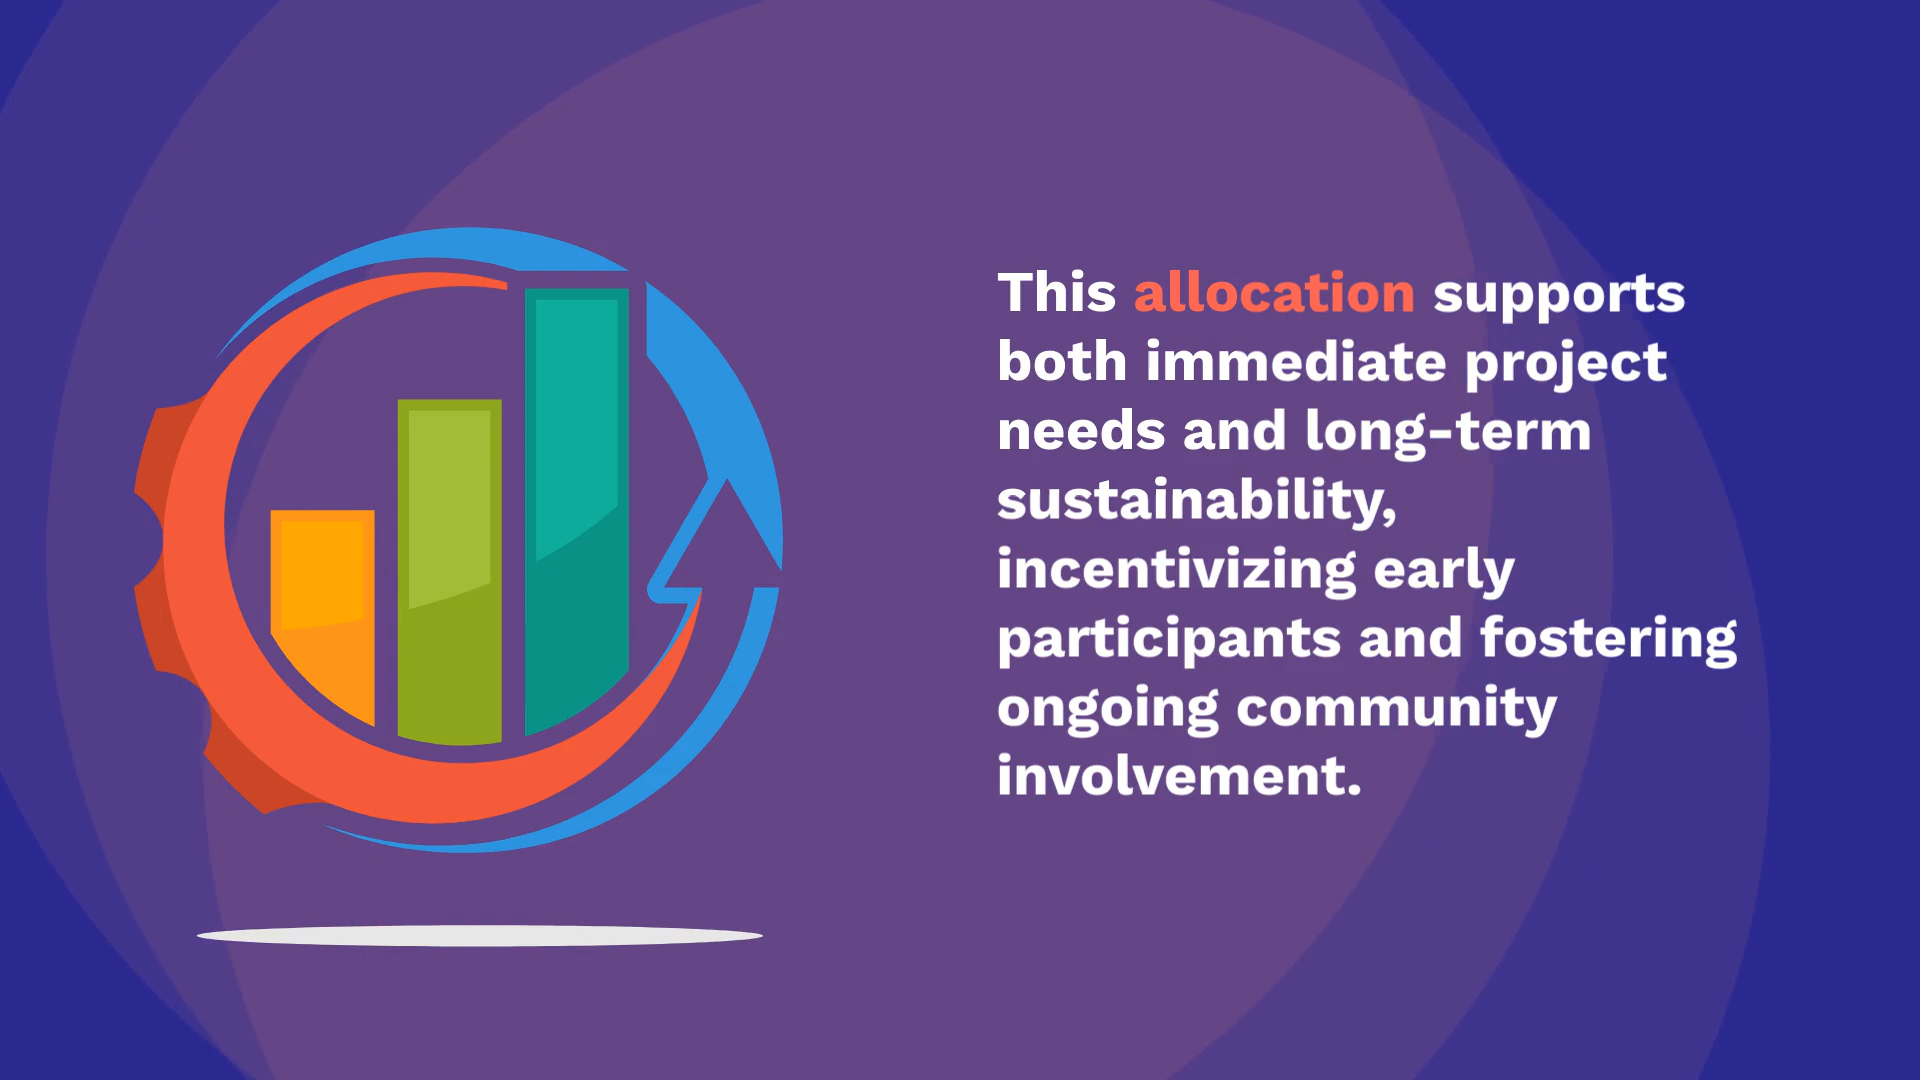 This allocation supports
both immediate project
needs and long-term
sustainability,
incentivizing early
participants and fostering
ongoing community
involvement.